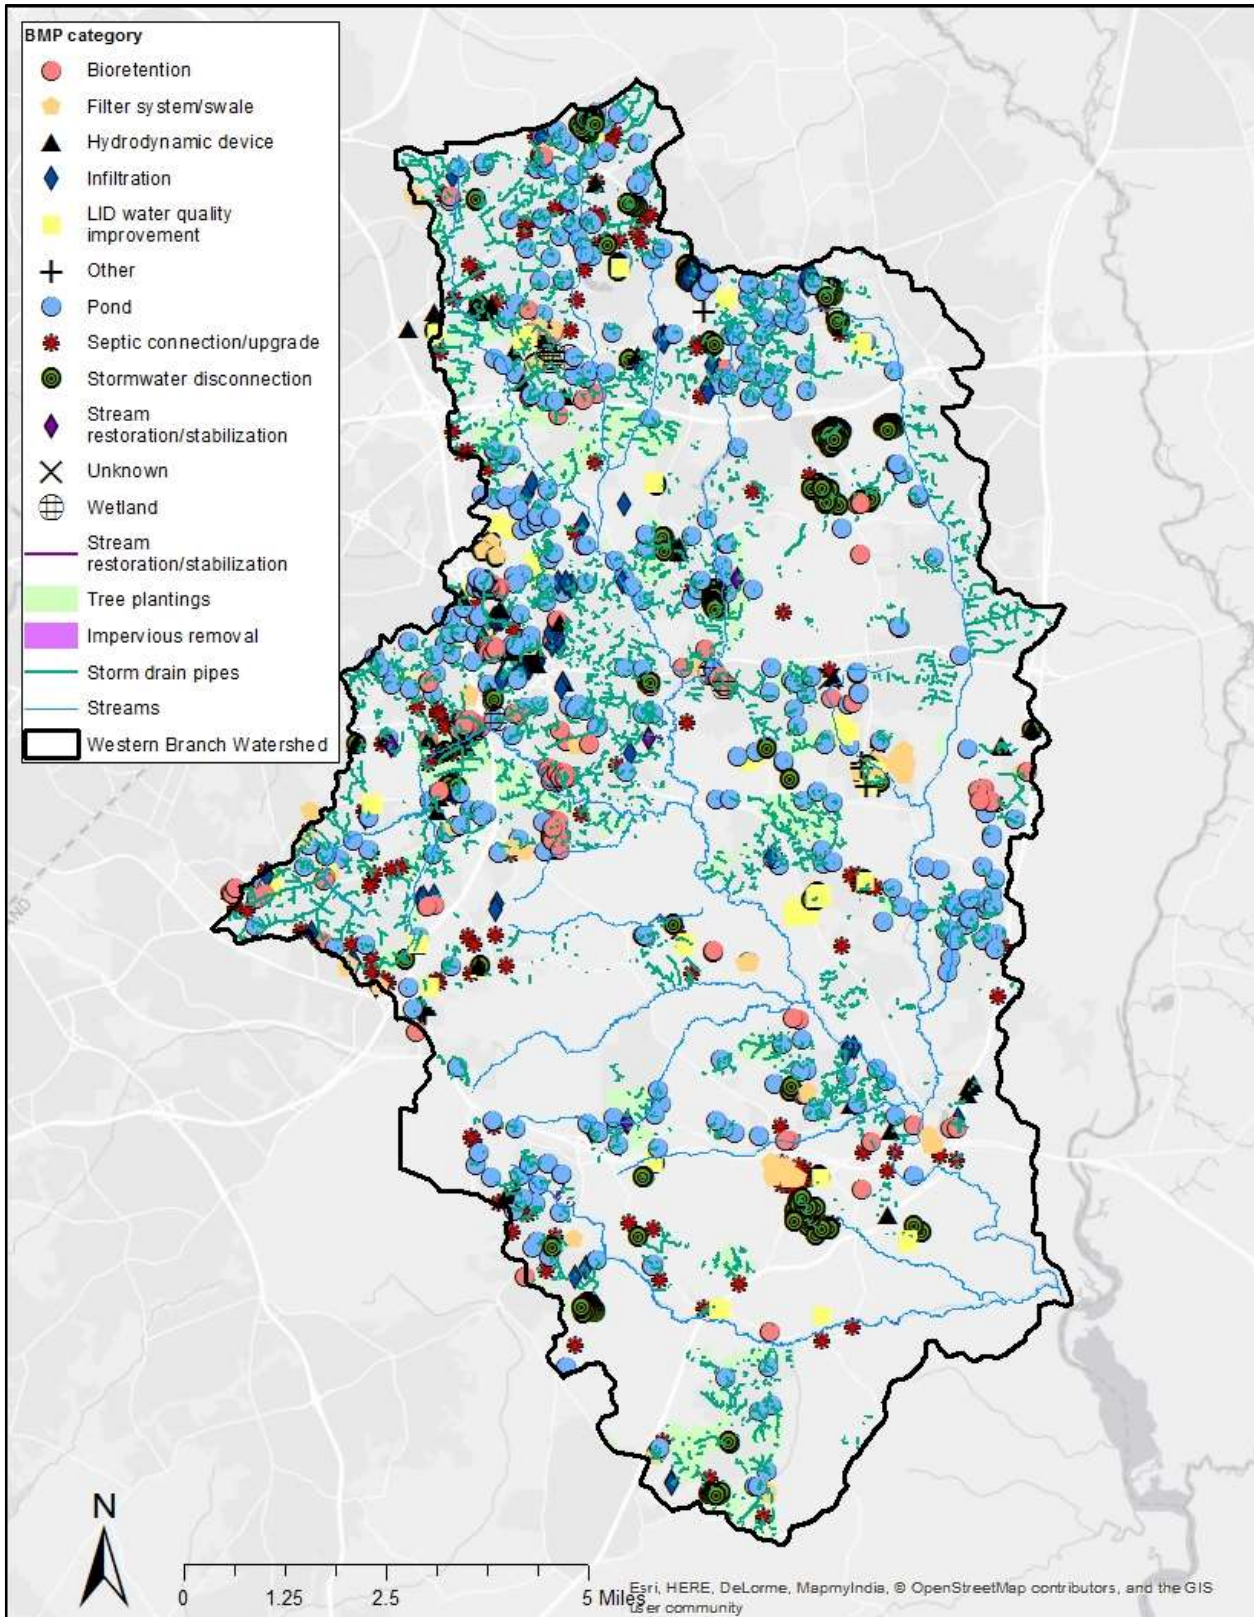 BMP category
Bioretention
Filter system/swale
Hydrodynamic device
Infiltration
LID water quality
improvement
Other
Pond
Septic connection/upgrade
Stormwater disconnection
Stream
restoration/stabilization
Unknown
Wetland
Stream
restoration/stabilization
Tree plantings
Impervious removal
Storm drain pipes
Streams
Western Branch Watershed
N
0 1.25 2.5 5 Miles
Esri, HERE, DeLorme, MapmyIndia, © OpenStreetMap contributors, and the GIS
user community